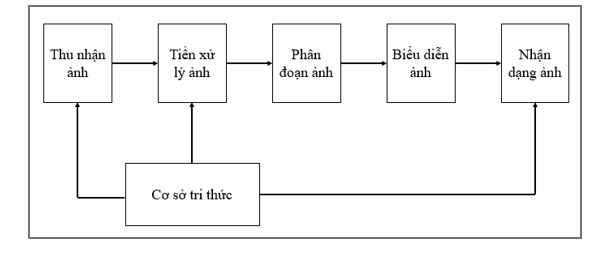 Thu nhận
ảnh
Tiền xử
lý ảnh
Phân
đoạn ảnh
Biểu diễn
ảnh
Nhận
dạng ảnh
Cơ sở tri thức